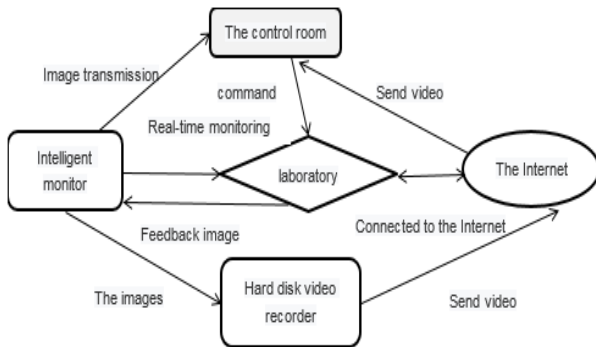 The control room
Image transmission
command
Send video
Real-time monitoring
Intelligent
monitor
laboratory
The Internet
Feedback image
Connected to the Internet
The images
Hard disk video
recorder
Send video